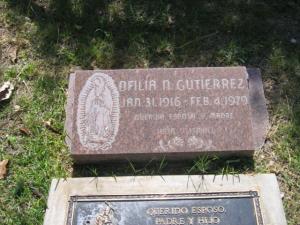 OFILIA N. GUTIERREZ
JAN. 31, 1916 - FEB. 4, 1979
QUERIDA ESPOSA Y MADRE
QUERIDO ESPOSO,
PADRE Y HIJO